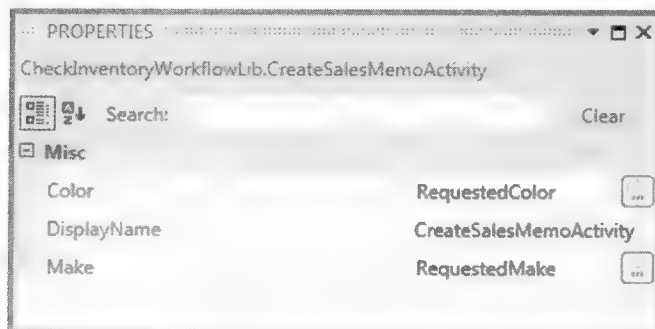 PROPERTIES
CheckInventoryWorkflowLib.CreateSalesMemoActivity
Search: Clear
Misc
Color RequestedColor ...
DisplayName CreateSalesMemoActivity
Make RequestedMake ...